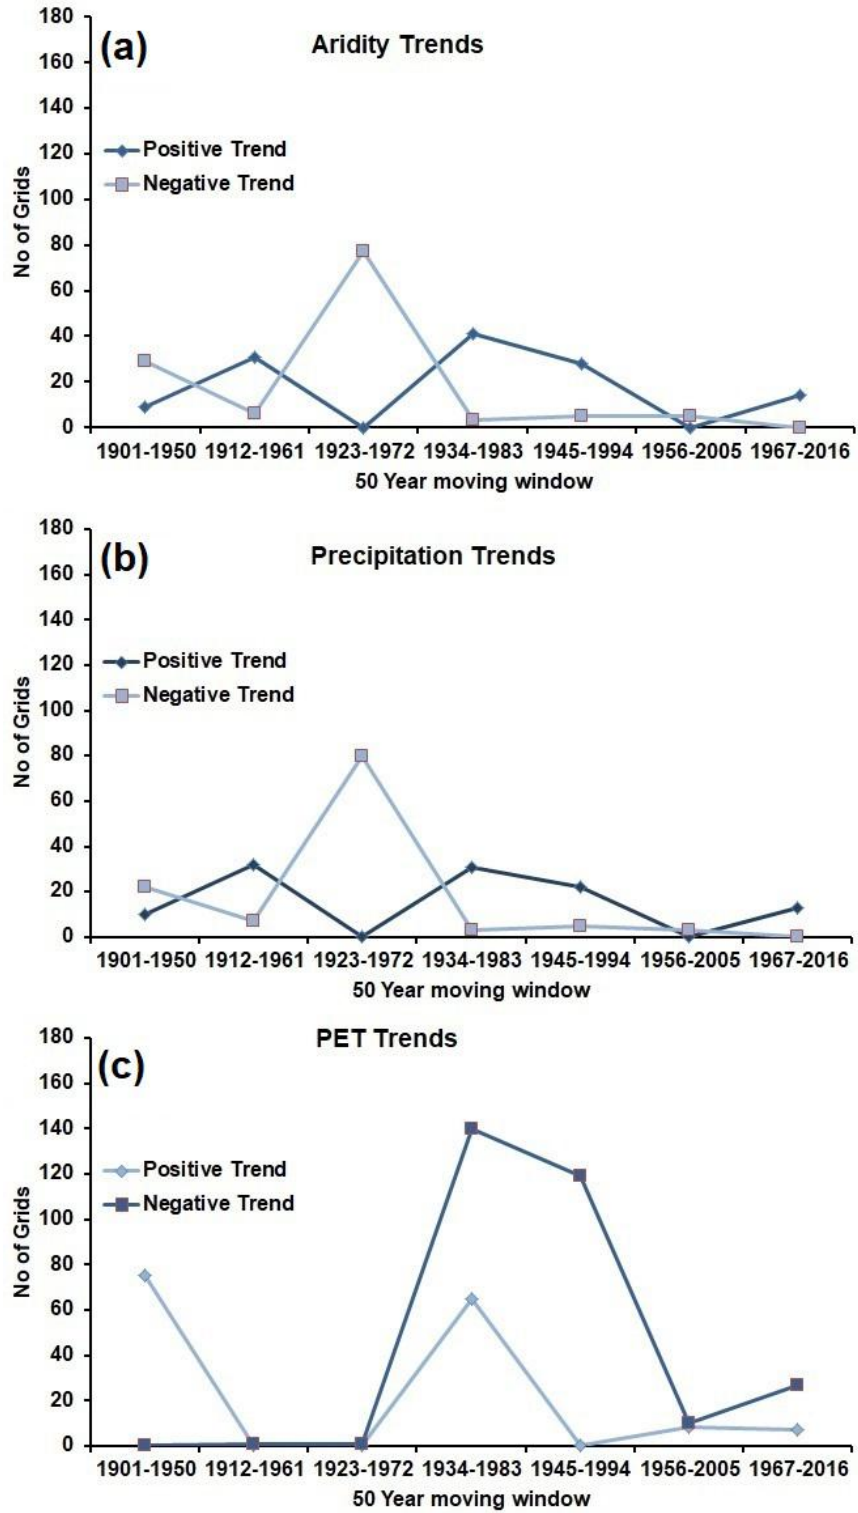 180
(a)
Aridity Trends
160
140
120
Positive Trend
Negative Trend
100
No of Grids
80
60
40
20
0
1901-1950 1912-1961 1923-1972 1934-1983 1945-1994 1956-2005 1967-2016
50 Year moving window
180
(b)
Precipitation Trends
160
140
120
Positive Trend
Negative Trend
100
No of Grids
80
60
40
20
0
1901-1950 1912-1961 1923-1972 1934-1983 1945-1994 1956-2005 1967-2016
50 Year moving window
180
PET Trends
(c)
160
140
120
Positive Trend
Negative Trend
100
No of Grids
80
60
40
20
0
1901-1950 1912-1961 1923-1972 1934-1983 1945-1994 1956-2005 1967-2016
50 Year moving window